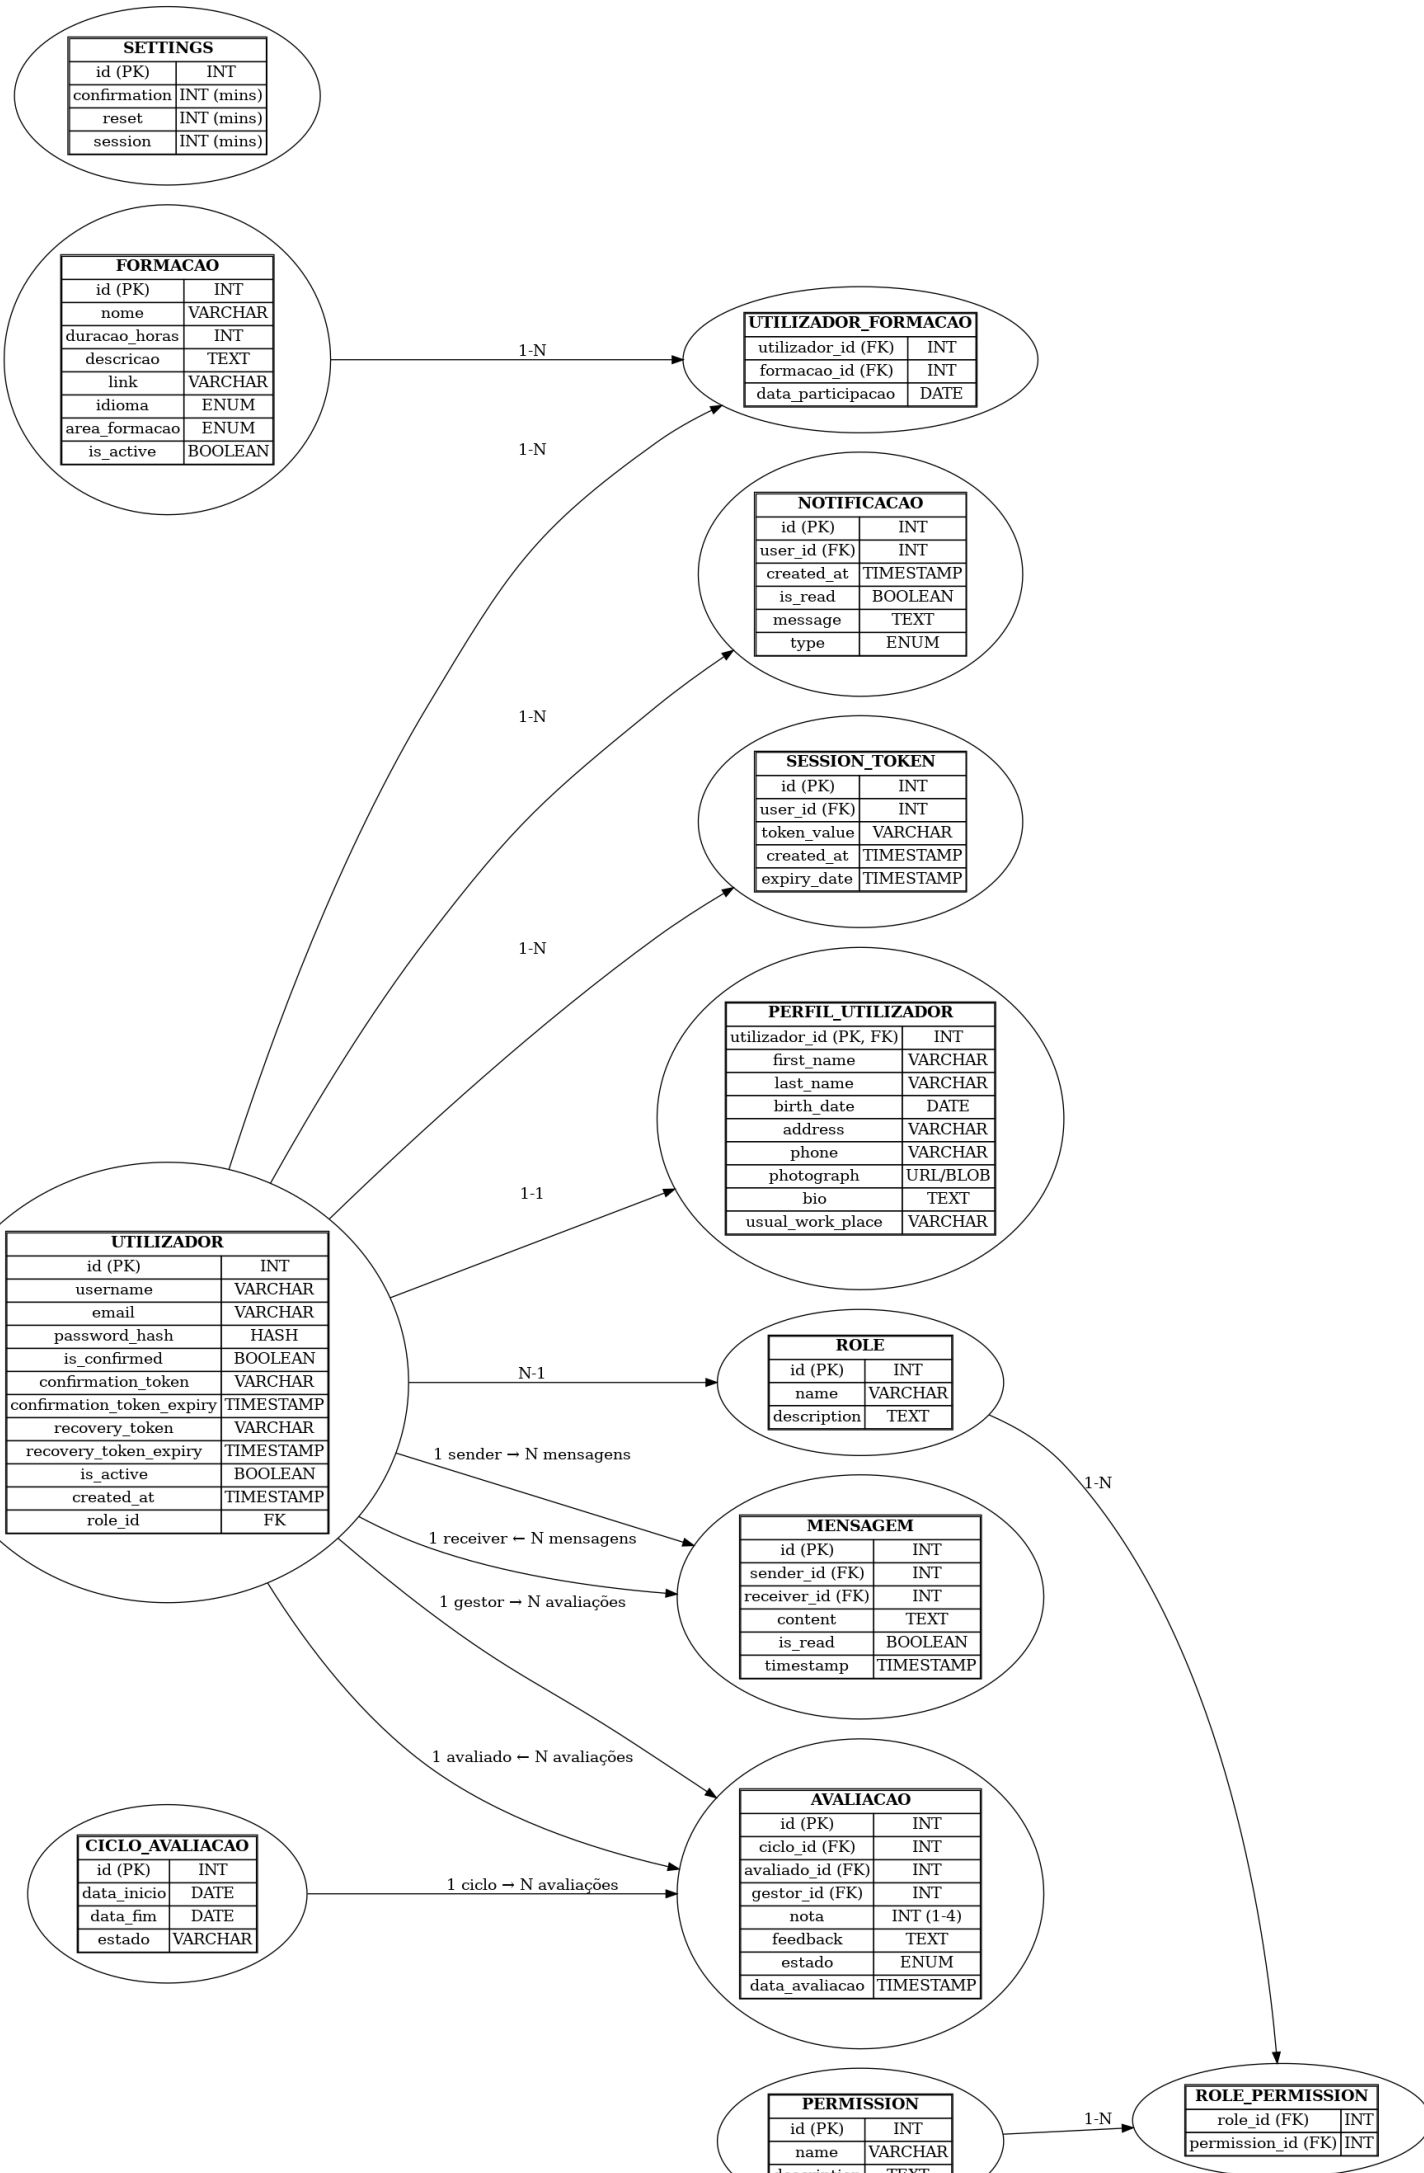 SETTINGS
id (PK) INT
confirmation INT (mins)
reset INT (mins)
session INT (mins)
FORMACAO
id (PK) INT
nome VARCHAR
duracao_horas INT
descricao TEXT
link VARCHAR
idioma ENUM
area_formacao ENUM
is_active BOOLEAN
1-N
UTILIZADOR_FORMACAO
utilizador_id (FK) INT
formacao_id (FK) INT
data_participacao DATE
1-N
NOTIFICACAO
id (PK) INT
user_id (FK) INT
created_at TIMESTAMP
is_read BOOLEAN
message TEXT
type ENUM
1-N
SESSION_TOKEN
id (PK) INT
user_id (FK) INT
token_value VARCHAR
created_at TIMESTAMP
expiry_date TIMESTAMP
1-N
PERFIL_UTILIZADOR
utilizador_id (PK, FK) INT
first_name VARCHAR
last_name VARCHAR
birth_date DATE
address VARCHAR
phone VARCHAR
photograph URL/BLOB
bio TEXT
usual_work_place VARCHAR
1-1
UTILIZADOR
id (PK) INT
username VARCHAR
email VARCHAR
password_hash HASH
is_confirmed BOOLEAN
confirmation_token VARCHAR
confirmation_token_expiry TIMESTAMP
recovery_token VARCHAR
recovery_token_expiry TIMESTAMP
is_active BOOLEAN
created_at TIMESTAMP
role_id FK
N-1
ROLE
id (PK) INT
name VARCHAR
description TEXT
1-N
1 sender → N mensagens
1 receiver ← N mensagens
MENSAGEM
id (PK) INT
sender_id (FK) INT
receiver_id (FK) INT
content TEXT
is_read BOOLEAN
timestamp TIMESTAMP
1 gestor → N avaliações
1 avaliado ← N avaliações
AVALIACAO
id (PK) INT
ciclo_id (FK) INT
avaliado_id (FK) INT
gestor_id (FK) INT
nota INT (1-4)
feedback TEXT
estado ENUM
data_avaliacao TIMESTAMP
CICLO_AVALIACAO
id (PK) INT
data_inicio DATE
data_fim DATE
estado VARCHAR
1 ciclo → N avaliações
PERMISSION
id (PK) INT
name VARCHAR
description TEXT
1-N
ROLE_PERMISSION
role_id (FK) INT
permission_id (FK) INT